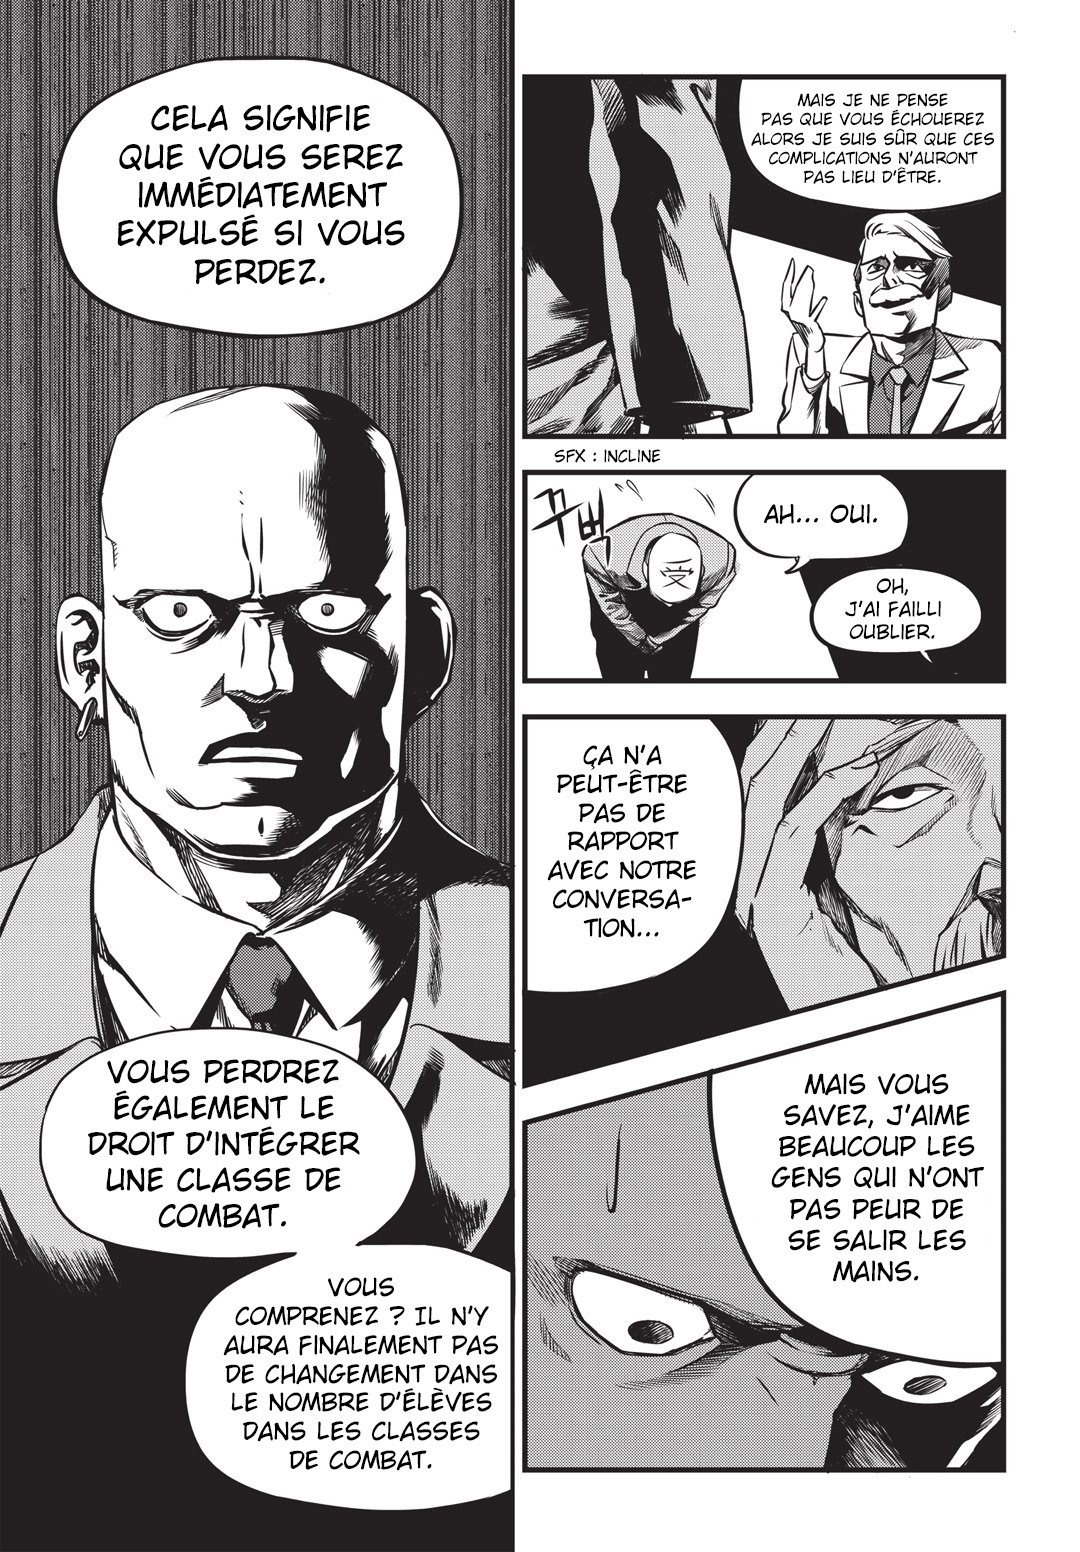 CELA SIGNIFIE
QUE VOUS SEREZ
IMMÉDIATEMENT
EXPULSÉ SI VOUS
PERDEZ.
VOUS PERDREZ
ÉGALEMENT LE
DROIT D'INTÉGRER
UNE CLASSE DE
COMBAT.
VOUS
COMPRENEZ ? IL N'Y
AURA FINALEMENT PAS
DE CHANGEMENT DANS
LE NOMBRE D'ÉLÈVES
DANS LES CLASSES
DE COMBAT.
MAIS JE NE PENSE
PAS QUE VOUS ÉCHOUEREZ
ALORS JE SUIS SÛR QUE CES
COMPLICATIONS N'AURONT
PAS LIEU D'ÊTRE.
SFX : INCLINE
꾸벅
受
AH... OUI.
OH,
J'AI FAILLI
OUBLIER.
ÇA N'A
PEUT-ÊTRE
PAS DE
RAPPORT
AVEC NOTRE
CONVERSA-
TION...
MAIS VOUS
SAVEZ, J'AIME
BEAUCOUP LES
GENS QUI N'ONT
PAS PEUR DE
SE SALIR LES
MAINS.